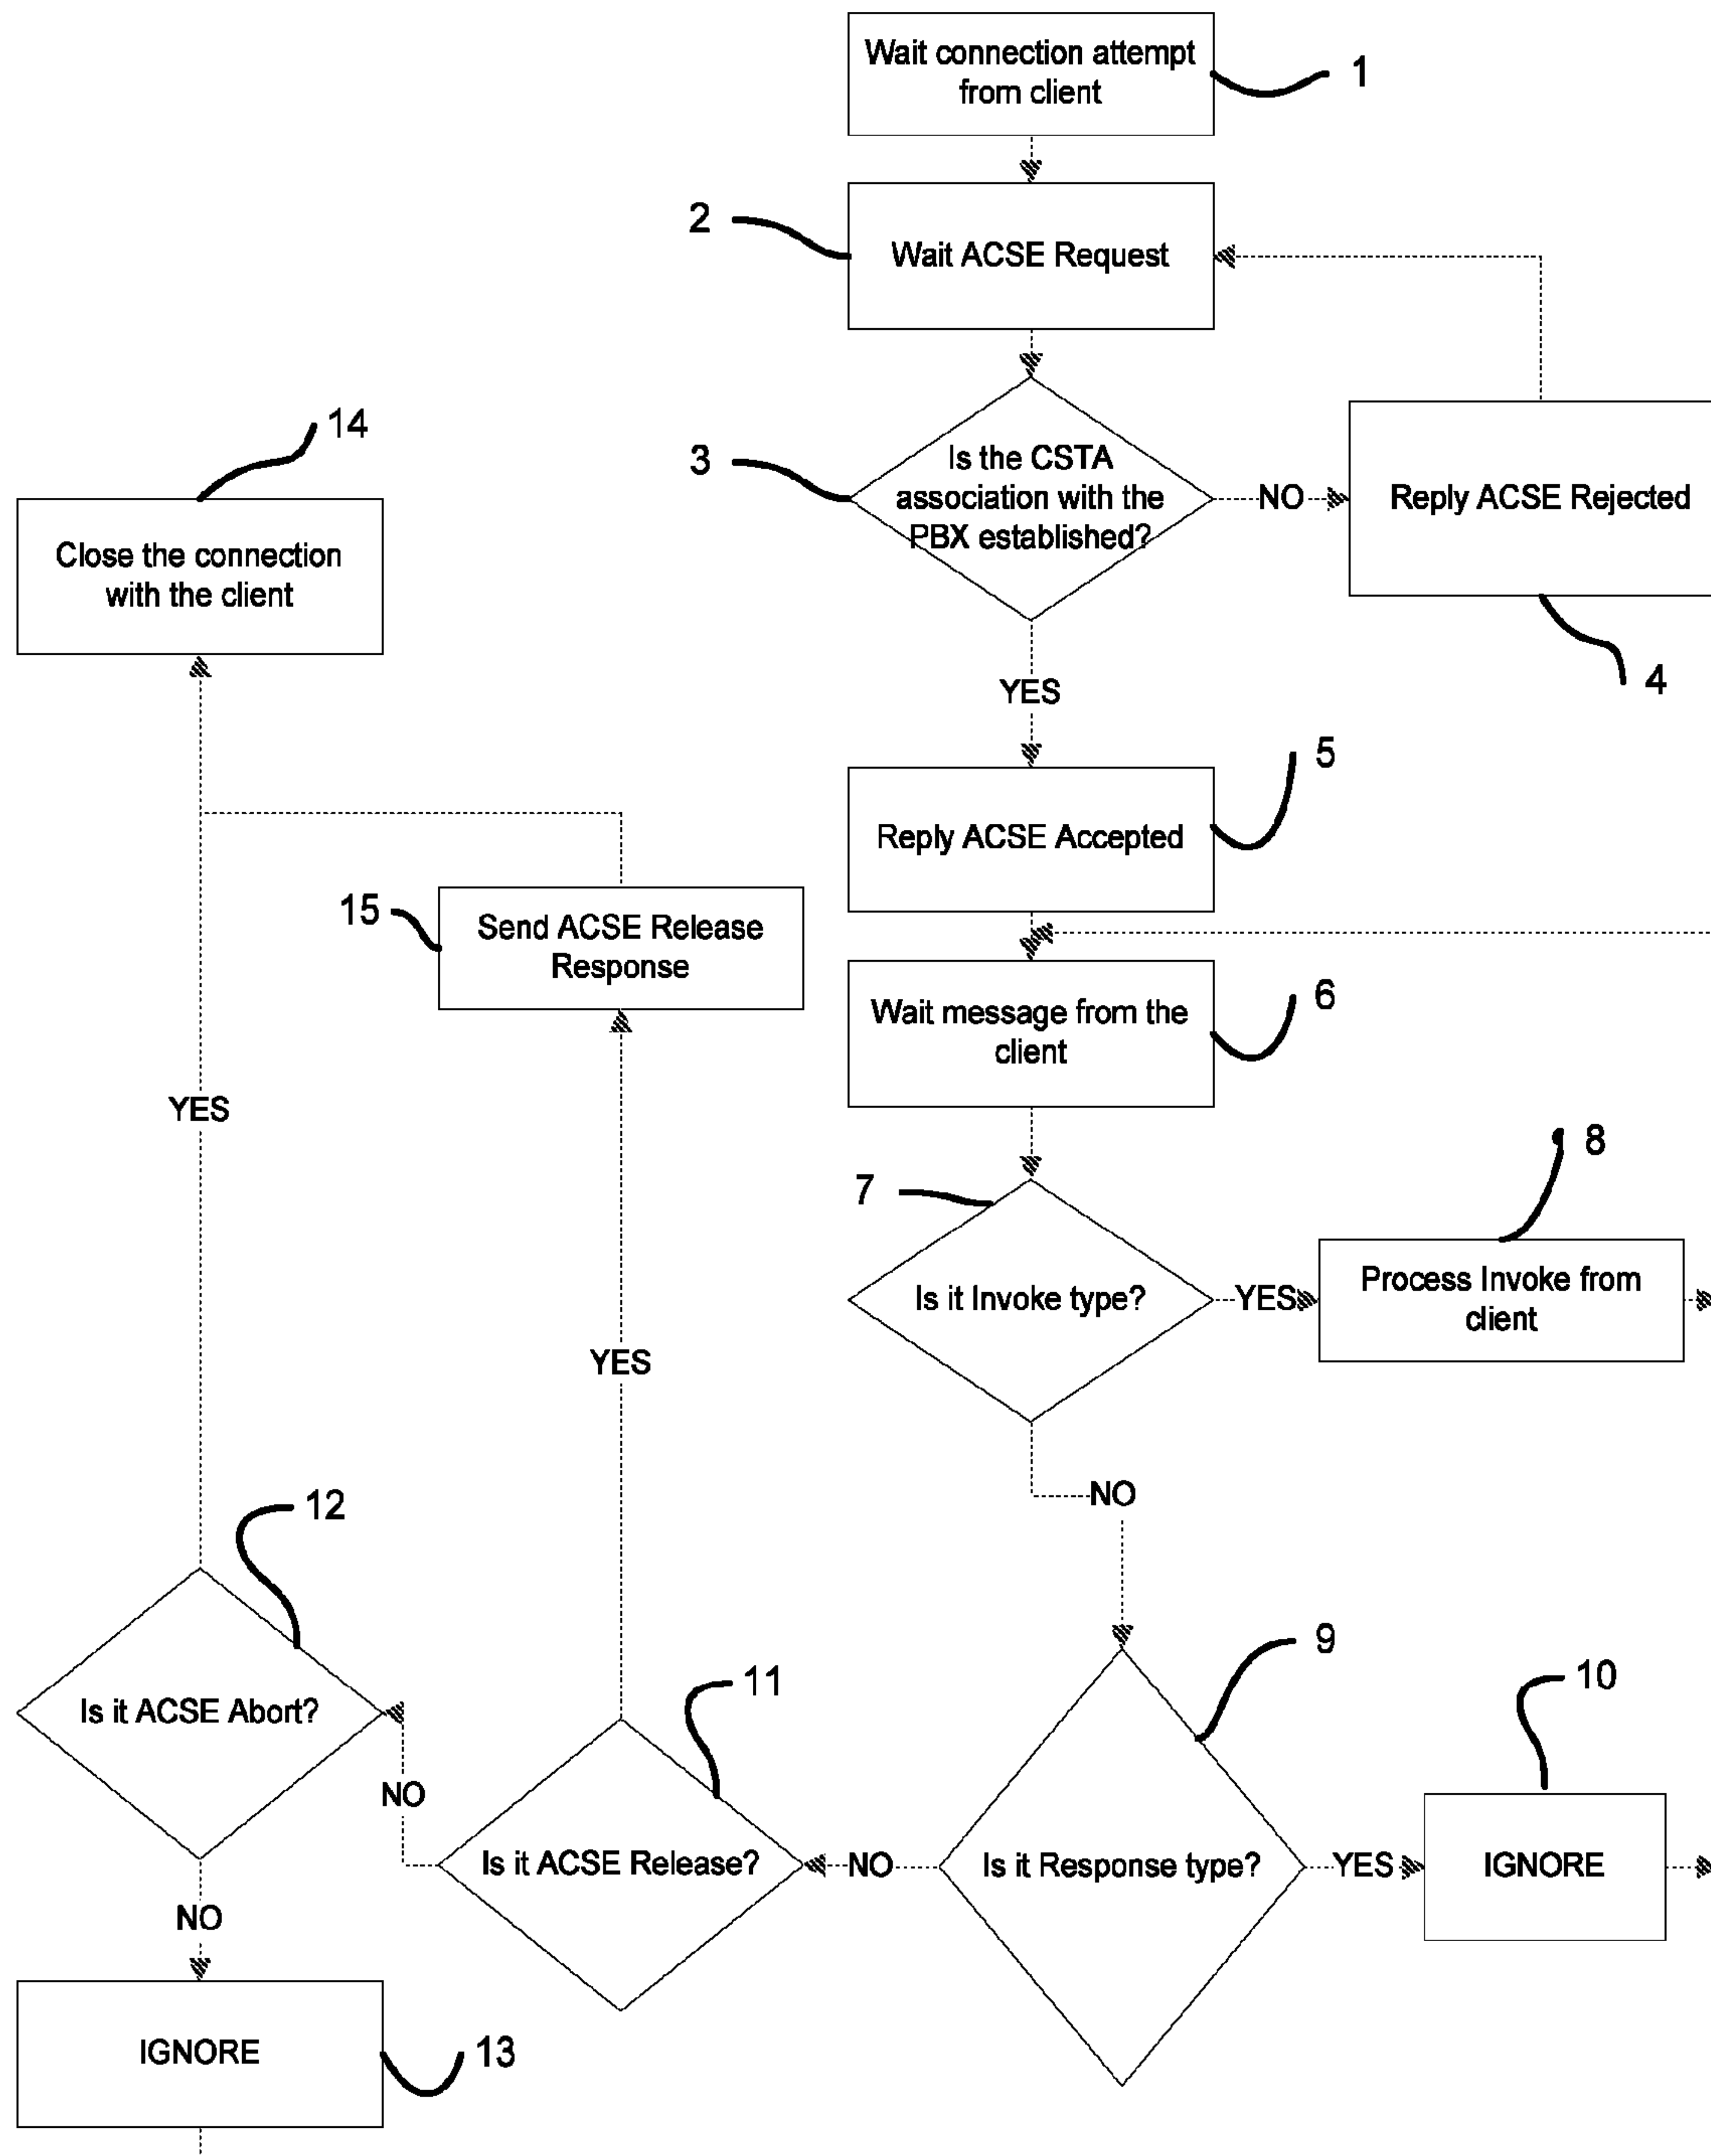 Wait connection attempt
from client
1
2
Wait ACSE Request
3
Is the CSTA
association with the
PBX established?
NO
Reply ACSE Rejected
4
14
Close the connection
with the client
YES
5
Reply ACSE Accepted
15
Send ACSE Release
Response
6
Wait message from the
client
YES
8
7
Is it Invoke type?
YES
Process Invoke from
client
YES
NO
12
9
11
10
Is it ACSE Abort?
NO
Is it ACSE Release?
NO
Is it Response type?
YES
IGNORE
NO
IGNORE
13